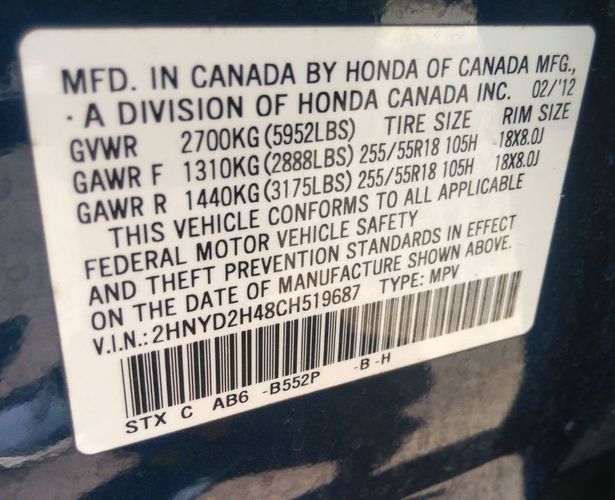 MFD. IN CANADA BY HONDA OF CANADA MFG.,
· A DIVISION OF HONDA CANADA INC. 02/'12
GVWR 2700KG(5952LBS) TIRE SIZE RIM SIZE
GAWR F 1310KG(2888LBS) 255/55R18 105H -18X8.0J
GAWR R 1440KG(3175LBS) 255/55R18 105H 18X8.0J
THIS VEHICLE CONFORMS TO ALL APPLICABLE
FEDERAL MOTOR VEHICLE SAFETY
AND THEFT PREVENTION STANDARDS IN EFFECT
ON THE DATE OF MANUFACTURE SHOWN ABOVE.
V.I.N.: 2HNYD2H48CH519687 TYPE: MPV
STX C AB6 -B552P -B-H